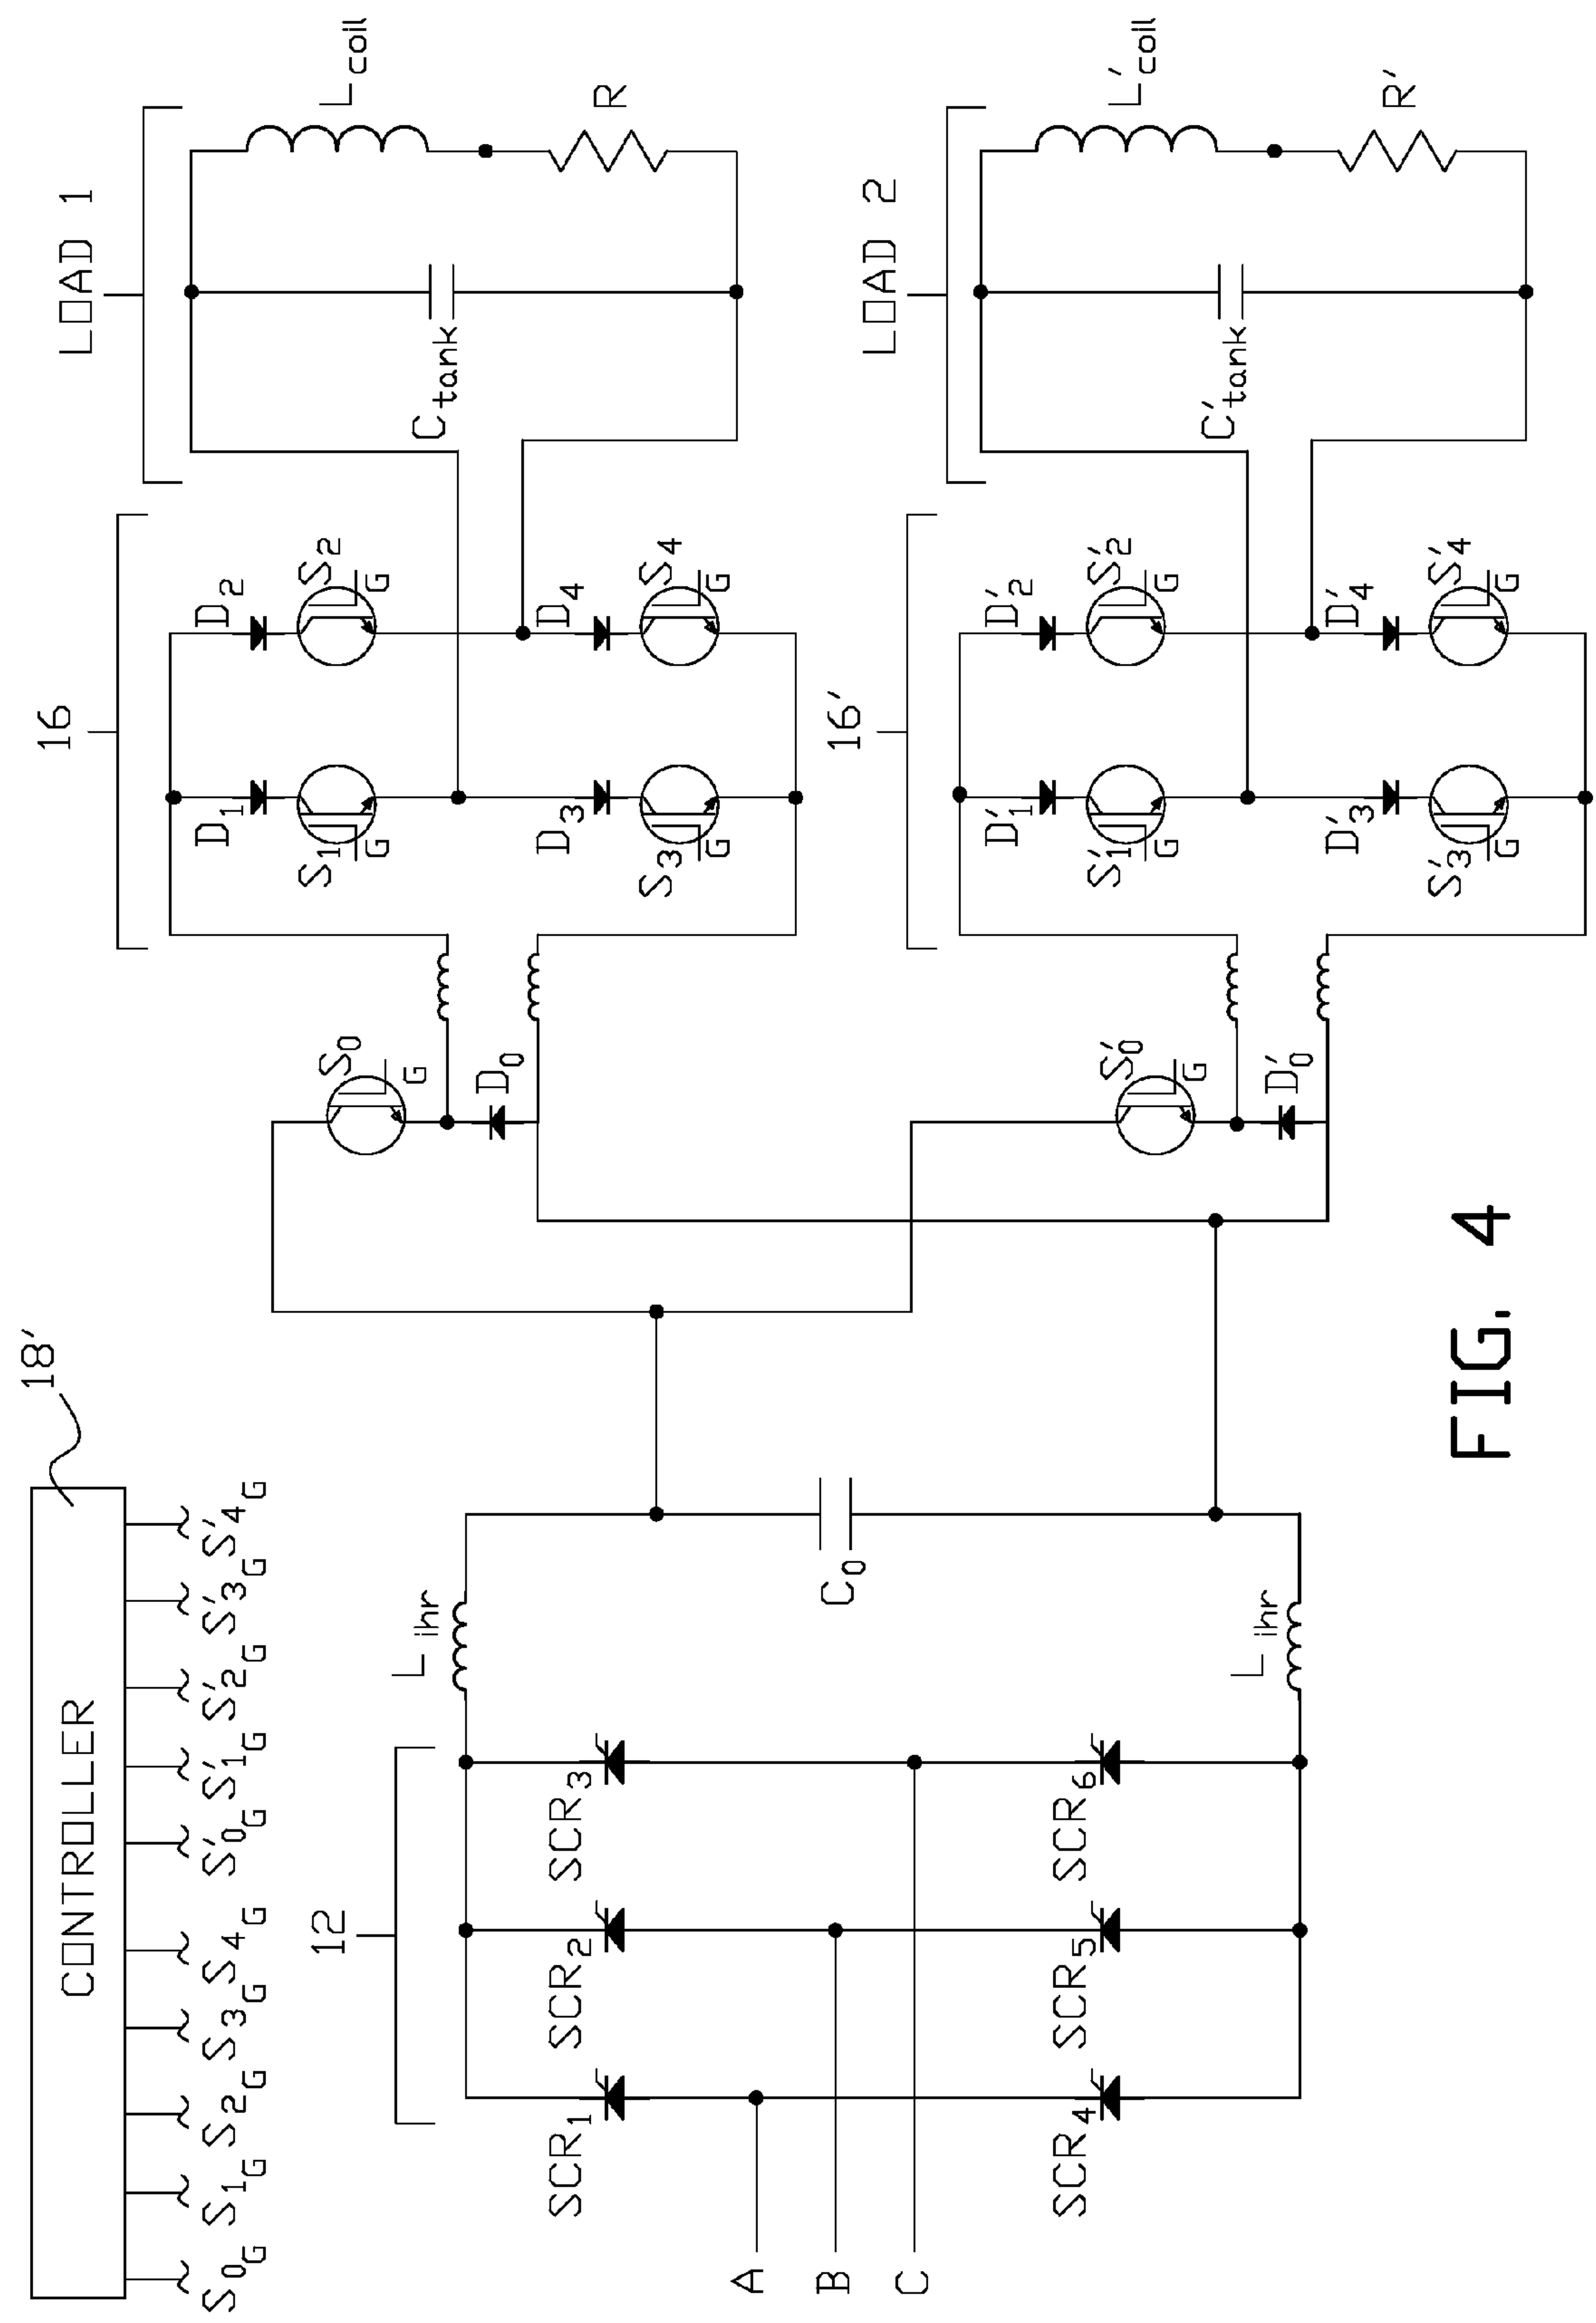 CONTROLLER
18′
S0G
S1G
S2G
S3G
S4G
S′0G
S′1G
S′2G
S′3G
S′4G
12
SCR1
SCR2
SCR3
SCR4
SCR5
SCR6
A
B
C
Lihr
Lihr
C0
S0
G
D0
S′0
G
D′0
16
D1
S1
G
D2
S2
G
D3
S3
G
D4
S4
G
LOAD 1
Ctank
Lcoil
R
16′
D′1
S′1
G
D′2
S′2
G
D′3
S′3
G
D′4
S′4
G
LOAD 2
C′tank
L′coil
R′
FIG. 4